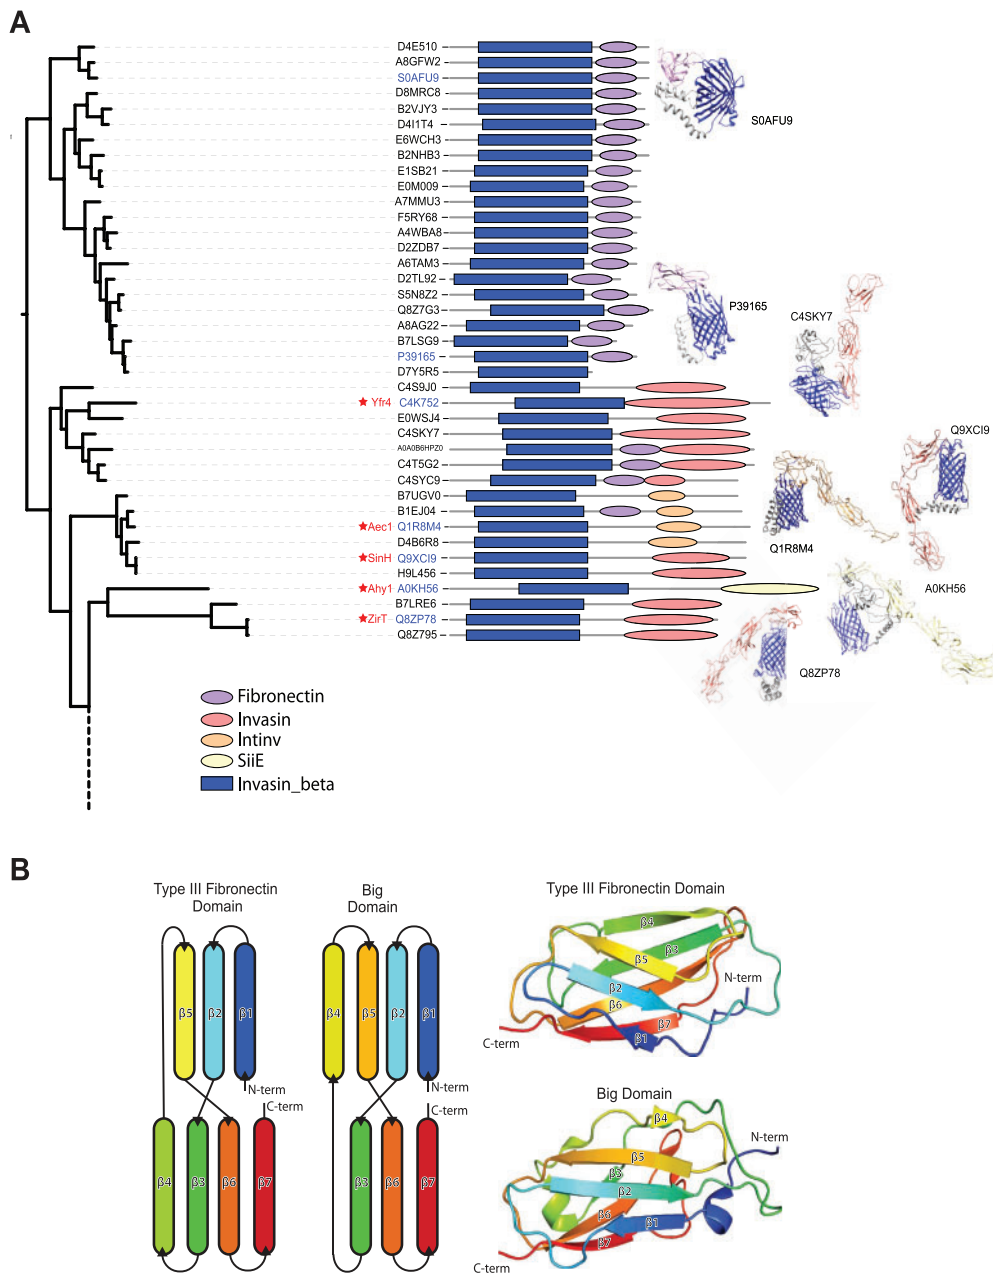 A
D4E510
A8GFW2
S0AFU9
D8MRC8
B2VJY3
D4I1T4
E6WCH3
B2NHB3
E1SB21
E0M009
A7MMU3
F5RY68
A4WBA8
D2ZDB7
A6TAM3
D2TL92
S5N8Z2
Q8Z7G3
A8AG22
B7LSG9
P39165
D7Y5R5
C4S9J0
★ Yfr4 C4K752
E0WSJ4
C4SKY7
A0A0B6HPZ0
C4T5G2
C4SYC9
B7UGV0
B1EJ04
★Aec1 Q1R8M4
D4B6R8
★SinH Q9XCI9
H9L456
★Ahy1 A0KH56
B7LRE6
★ZirT Q8ZP78
Q8Z795
S0AFU9
P39165
C4SKY7
Q9XCI9
Q1R8M4
A0KH56
Q8ZP78
Fibronectin
Invasin
Intinv
SiiE
Invasin_beta
B
Type III Fibronectin
Domain
β5
β2
β1
N-term
C-term
β4
β3
β6
β7
Big
Domain
β4
β5
β2
β1
N-term
C-term
β3
β6
β7
Type III Fibronectin Domain
β4
β3
β5
N-term
β2
β6
β7
β1
C-term
Big Domain
β4
N-term
β5
β3
β2
β6
β1
β7
C-term